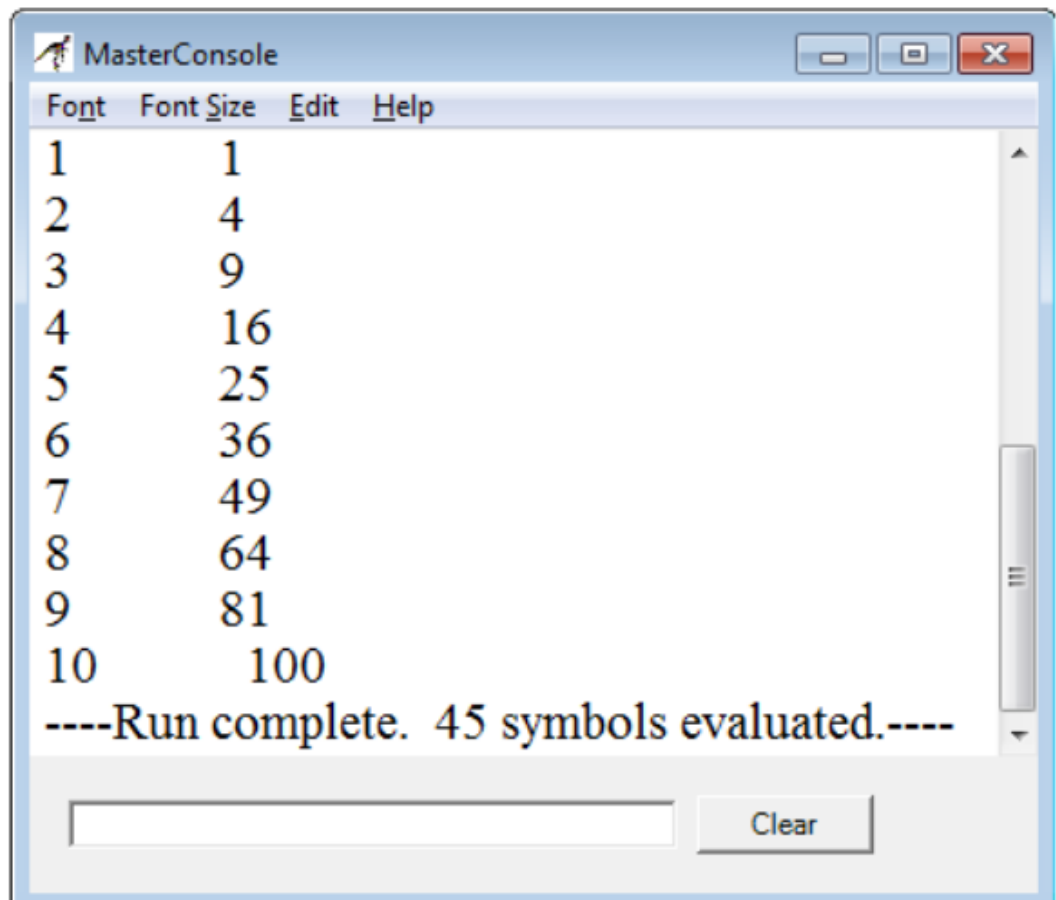 MasterConsole
Font Font Size Edit Help
1 1
2 4
3 9
4 16
5 25
6 36
7 49
8 64
9 81
10 100
----Run complete.  45 symbols evaluated.----
Clear